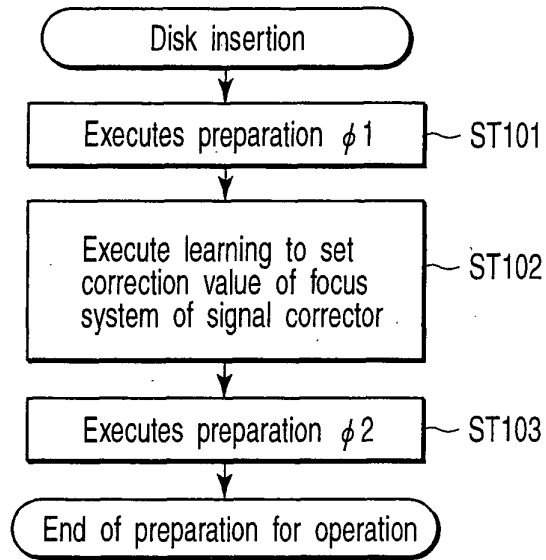 Disk insertion
Executes preparation ϕ1
ST101
Execute learning to set
correction value of focus
system of signal corrector
ST102
Executes preparation ϕ2
ST103
End of preparation for operation